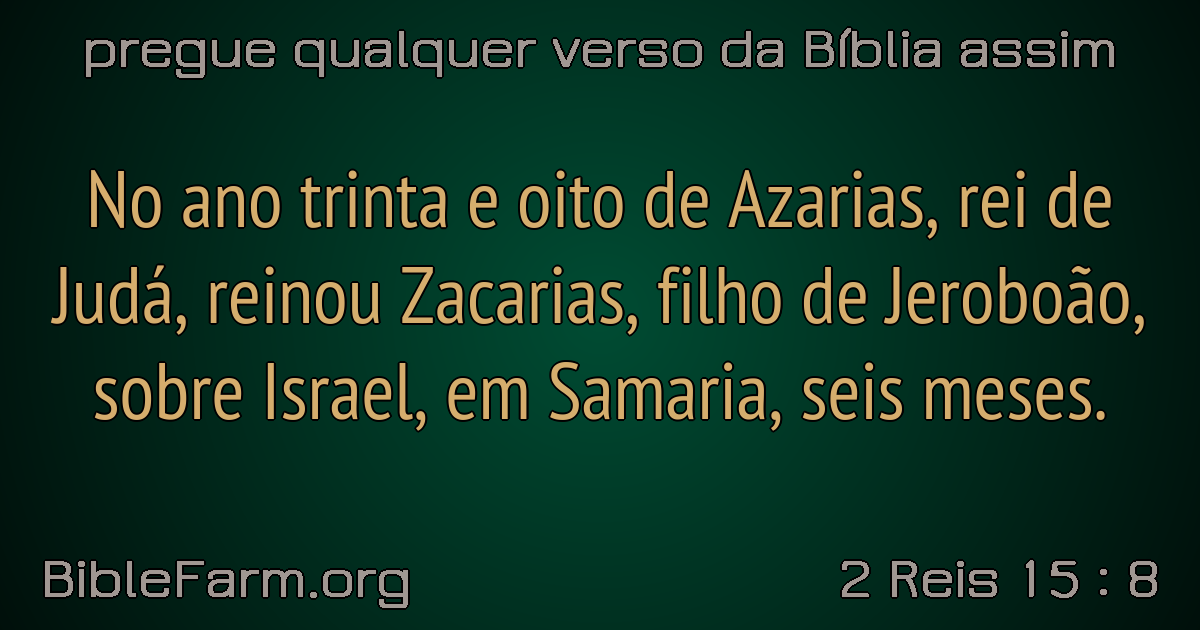 pregue qualquer verso da Bíblia assim
No ano trinta e oito de Azarias, rei de
Judá, reinou Zacarias, filho de Jeroboão,
sobre Israel, em Samaria, seis meses.
BibleFarm.org
2 Reis 15 : 8